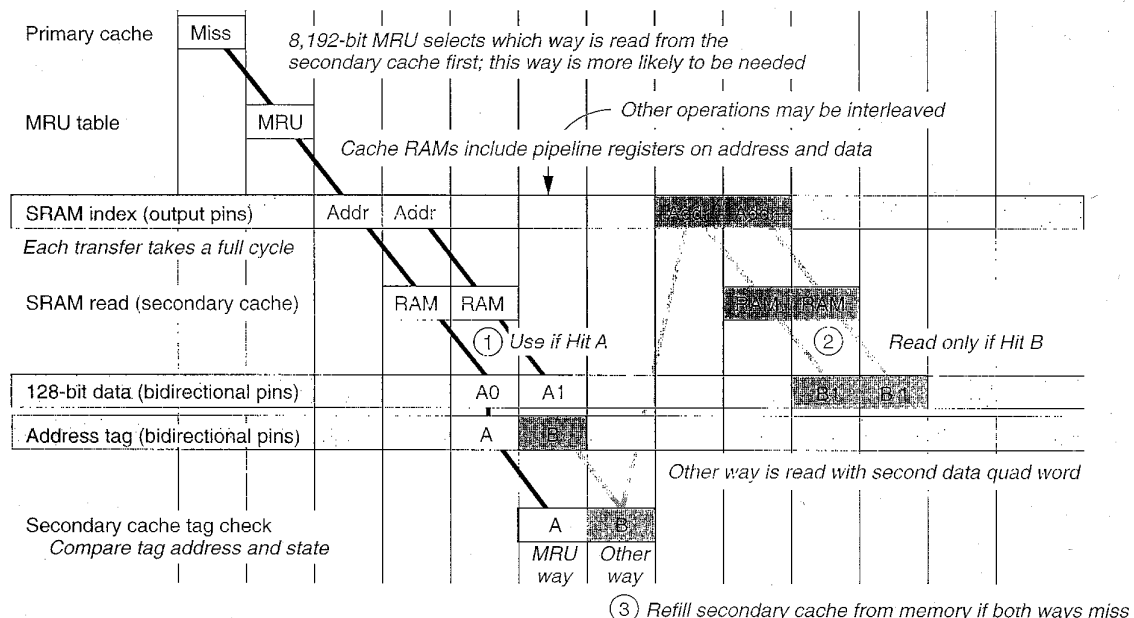 Primary cache
Miss
8,192-bit MRU selects which way is read from the
secondary cache first; this way is more likely to be needed
MRU table
MRU
Other operations may be interleaved
Cache RAMs include pipeline registers on address and data
SRAM index (output pins)
Addr
Addr
Addr
Addr
Each transfer takes a full cycle
SRAM read (secondary cache)
RAM
RAM
RAM
RAM
1
Use if Hit A
2
Read only if Hit B
128-bit data (bidirectional pins)
A0
A1
B1
B1
Address tag (bidirectional pins)
A
B
Other way is read with second data quad word
Secondary cache tag check
Compare tag address and state
A
B
MRU
way
Other
way
3 Refill secondary cache from memory if both ways miss